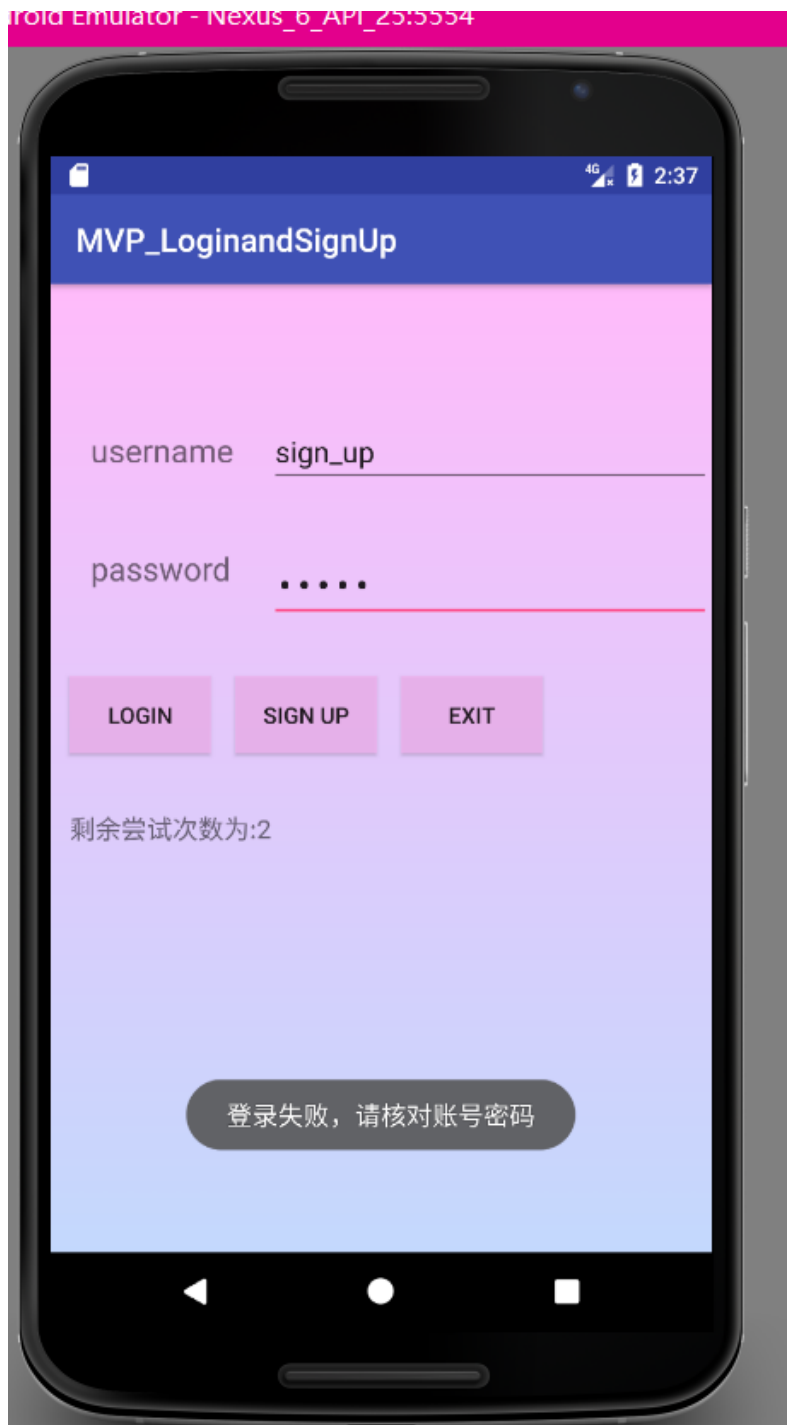 Android Emulator - Nexus_6_API_25:5554
4G 2:37
MVP_LoginandSignUp
username sign_up
password •••••
LOGIN SIGN UP EXIT
剩余尝试次数为:2
登录失败，请核对账号密码